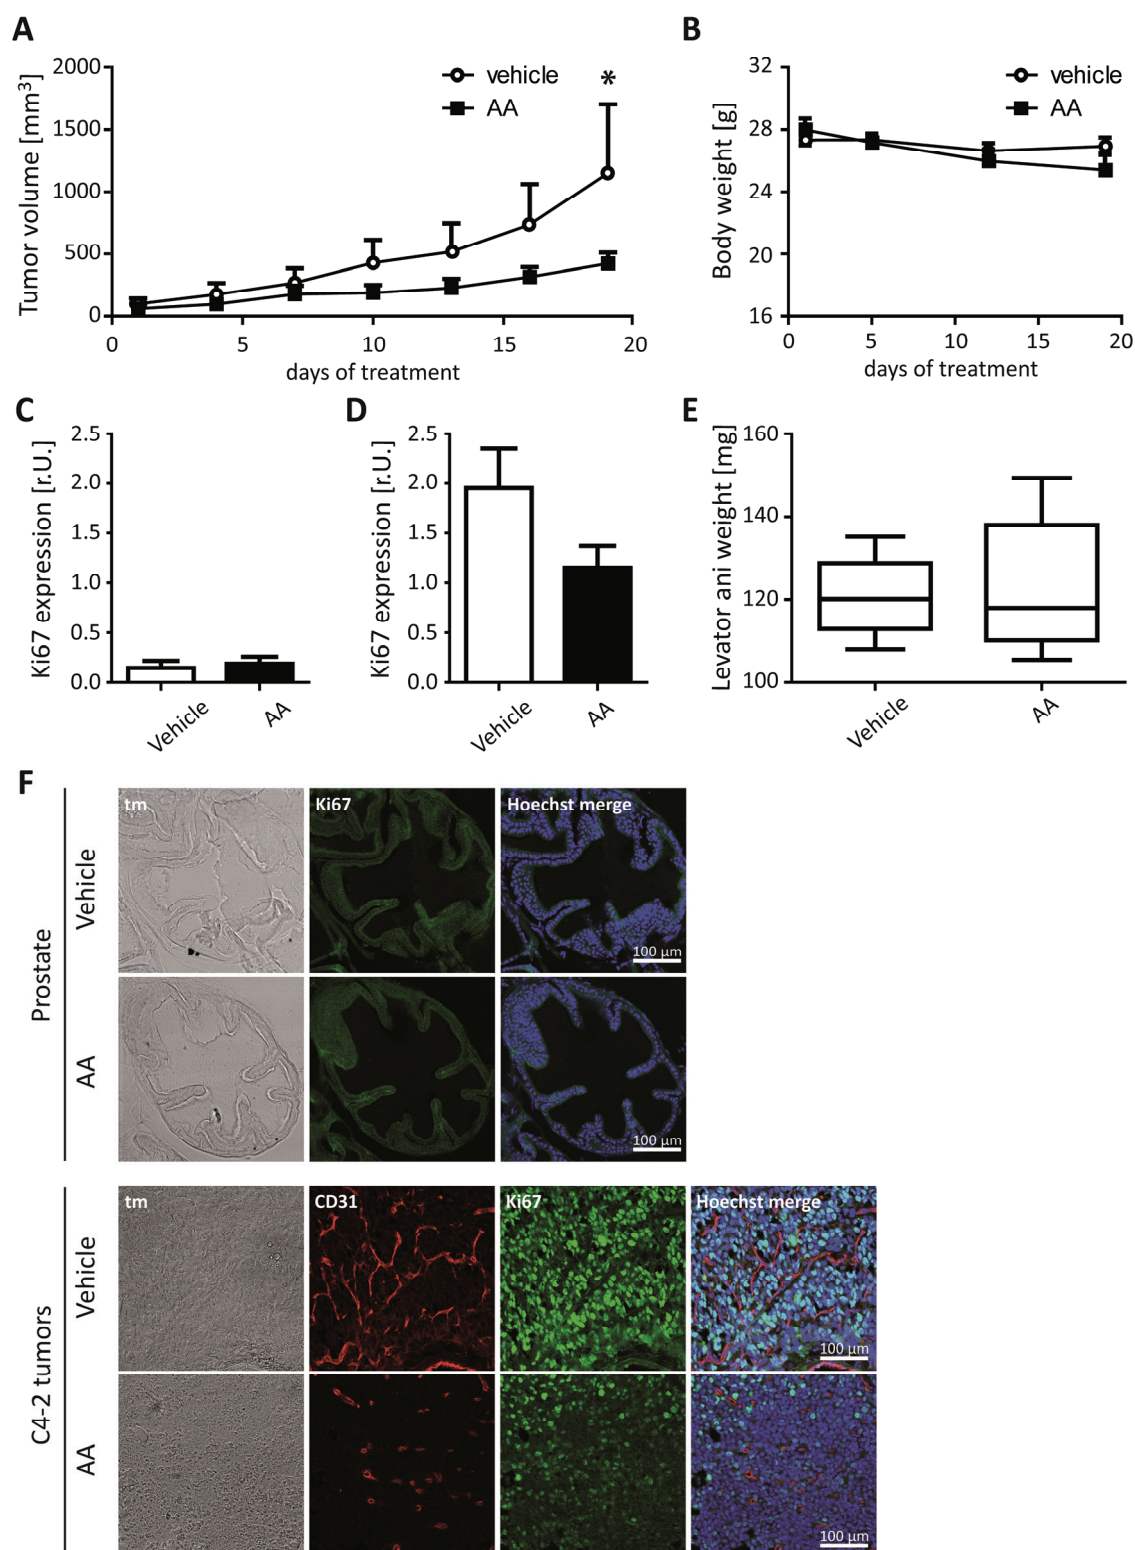 A
Tumor volume [mm³]
2000
1500
1000
500
0
0 5 10 15 20
days of treatment
vehicle
AA
*
B
Body weight [g]
32
28
24
20
16
0 5 10 15 20
days of treatment
vehicle
AA
C
Ki67 expression [r.U.]
2.5
2.0
1.5
1.0
0.5
0.0
Vehicle
AA
D
Ki67 expression [r.U.]
2.5
2.0
1.5
1.0
0.5
0.0
Vehicle
AA
E
Levator ani weight [mg]
160
140
120
100
Vehicle
AA
F
Prostate
Vehicle
tm
Ki67
Hoechst merge
100 µm
AA
100 µm
C4-2 tumors
Vehicle
tm
CD31
Ki67
Hoechst merge
100 µm
AA
100 µm